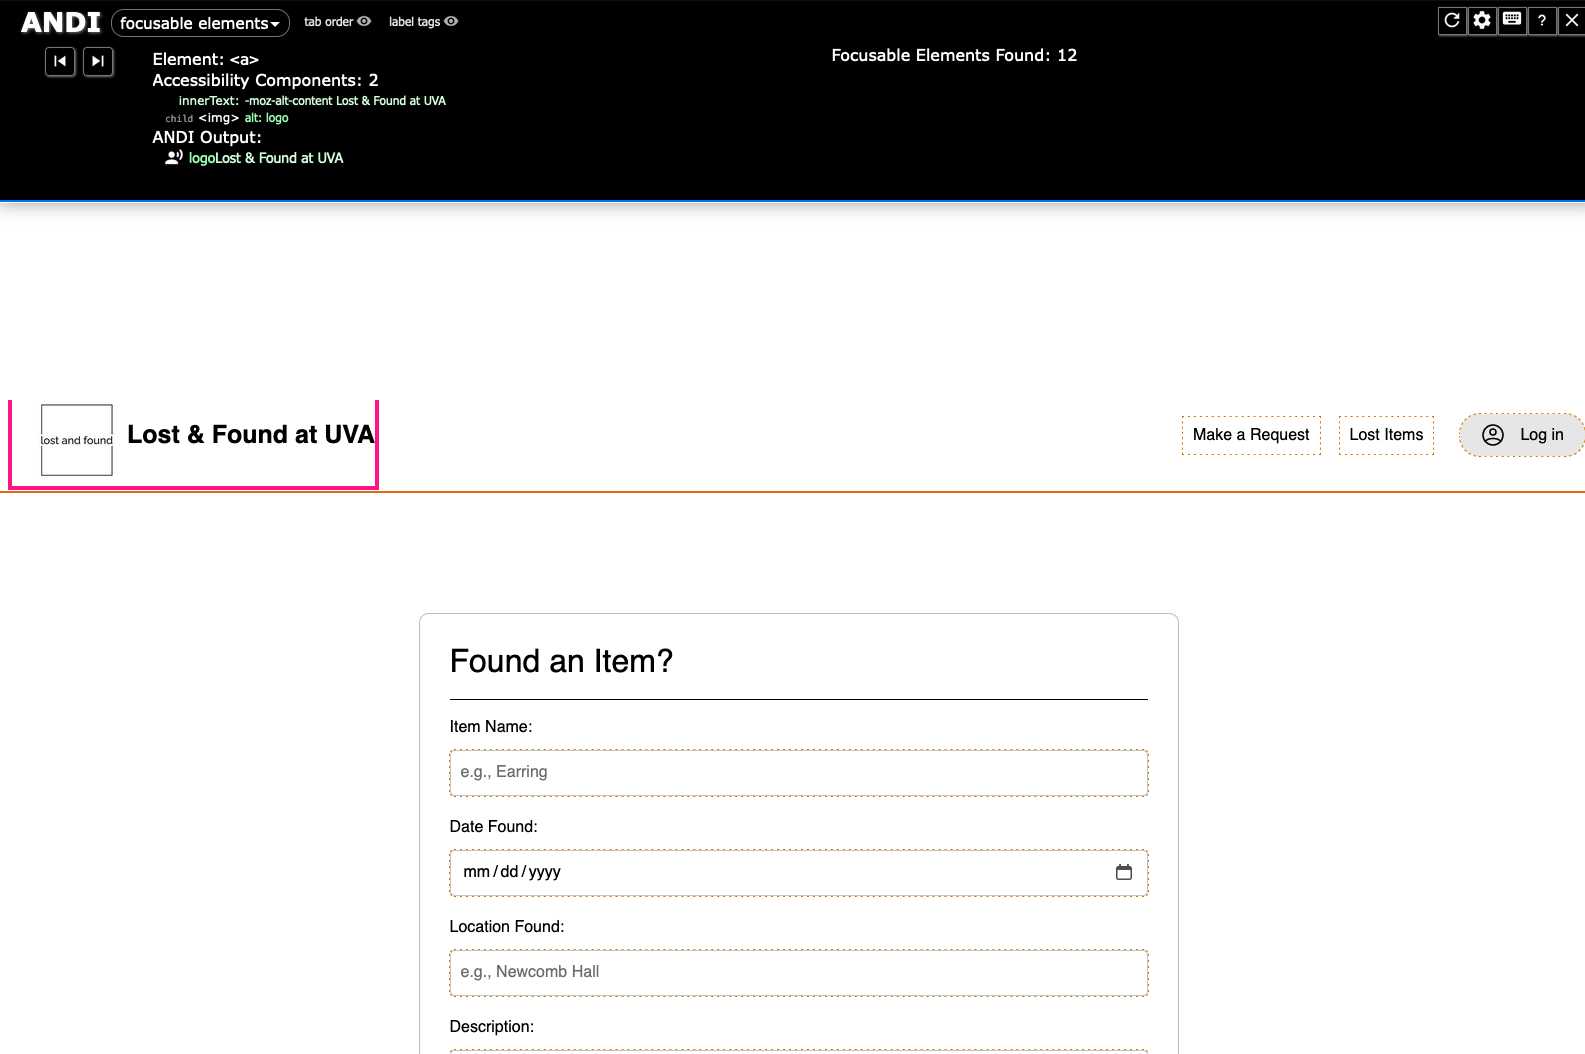 ANDI focusable elements tab order label tags ?
Element: <a>
Focusable Elements Found: 12
Accessibility Components: 2
innerText: -moz-alt-content Lost & Found at UVA
child <img> alt: logo
ANDI Output:
logoLost & Found at UVA
lost and found
Lost & Found at UVA
Make a Request
Lost Items
Log in
Found an Item?
Item Name:
e.g., Earring
Date Found:
mm/dd/yyyy
Location Found:
e.g., Newcomb Hall
Description: